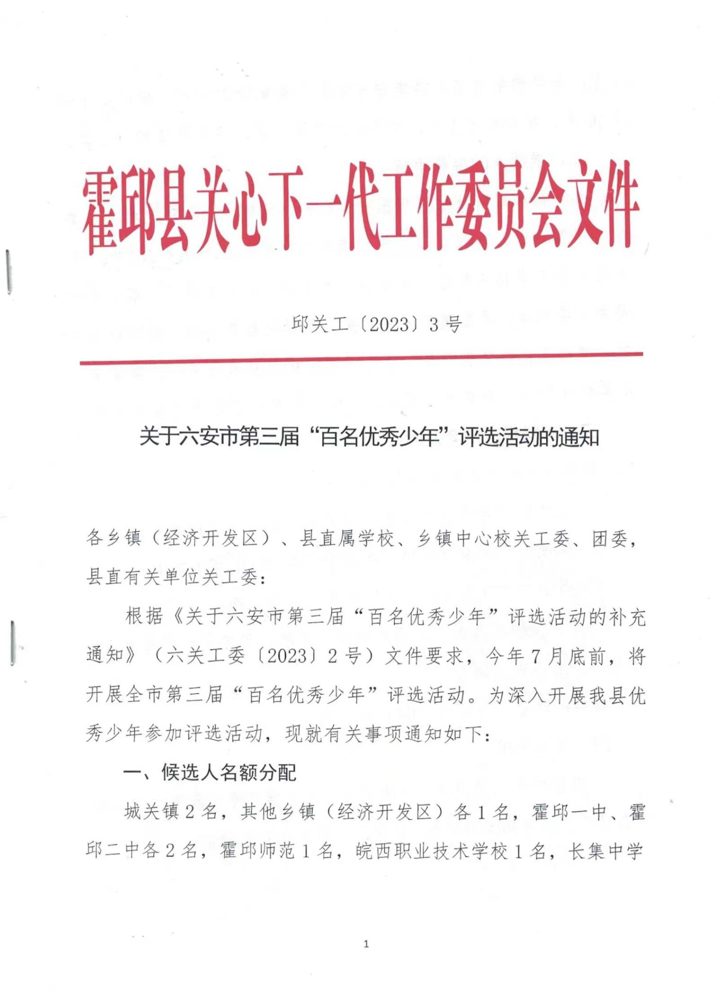 霍邱县关心下一代工作委员会文件
邱关工〔2023〕3号
关于六安市第三届“百名优秀少年”评选活动的通知
各乡镇（经济开发区）、县直属学校、乡镇中心校关工委、团委，
县直有关单位关工委：
根据《关于六安市第三届“百名优秀少年”评选活动的补充
通知》（六关工委〔2023〕2号）文件要求，今年7月底前，将
开展全市第三届“百名优秀少年”评选活动。为深入开展我县优
秀少年参加评选活动，现就有关事项通知如下：
一、候选人名额分配
城关镇2名，其他乡镇（经济开发区）各1名，霍邱一中、霍
邱二中各2名，霍邱师范1名，皖西职业技术学校1名，长集中学
1